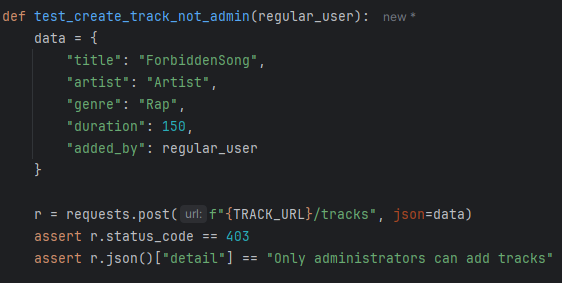 def test_create_track_not_admin(regular_user):  new *
    data = {
        "title": "ForbiddenSong",
        "artist": "Artist",
        "genre": "Rap",
        "duration": 150,
        "added_by": regular_user
    }

    r = requests.post( url: f"{TRACK_URL}/tracks", json=data)
    assert r.status_code == 403
    assert r.json()["detail"] == "Only administrators can add tracks"